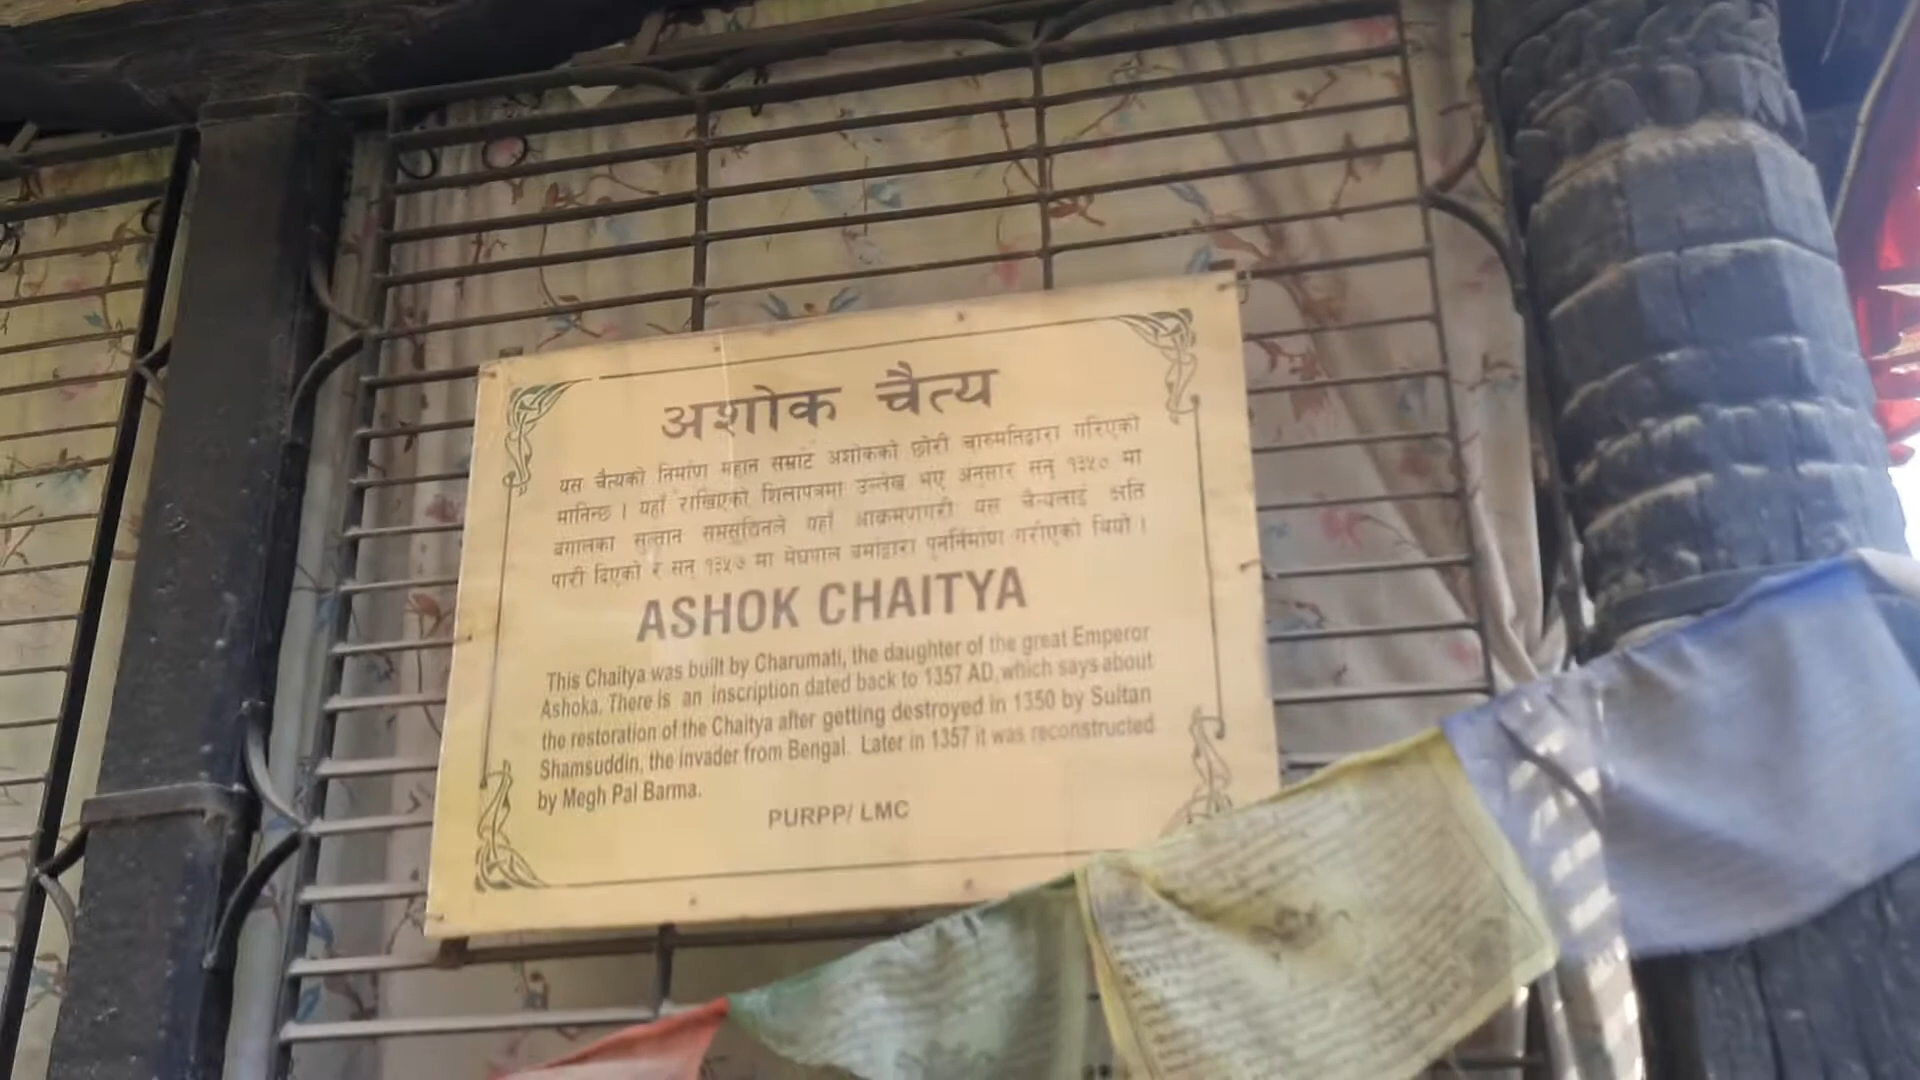 अशोक चैत्य
यस चैत्यको निर्माण महान सम्राट अशोकको छोरी चारुमतिद्वारा गरिएको
मानिन्छ । यहाँ राखिएको शिलापत्रमा उल्लेख भए अनुसार सन् १३५० मा
बंगालका सुल्तान समसुद्दिनले यहाँ आक्रमणगरी यस चैत्यलाई क्षति
पारी दिएको र सन् १३५७ मा मेघपाल बर्माद्वारा पुनर्निर्माण गरीएको थियो ।
ASHOK CHAITYA
This Chaitya was built by Charumati, the daughter of the great Emperor
Ashoka. There is an inscription dated back to 1357 AD, which says about
the restoration of the Chaitya after getting destroyed in 1350 by Sultan
Shamsuddin, the invader from Bengal. Later in 1357 it was reconstructed
by Megh Pal Barma.
PURPP/ LMC